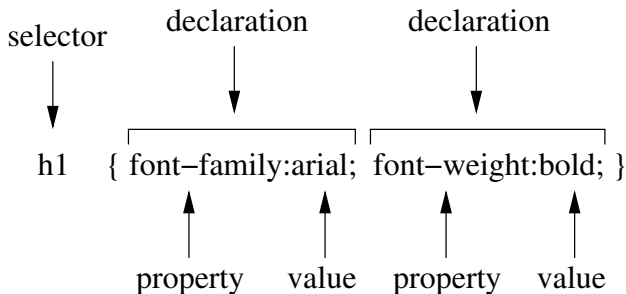 selector declaration declaration
h1 { font–family:arial; font–weight:bold; }
property value property value